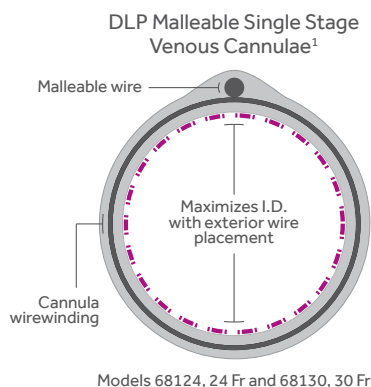 DLP Malleable Single Stage
Venous Cannulae¹
Malleable wire
Maximizes I.D.
with exterior wire
placement
Cannula
wirewinding
Models 68124, 24 Fr and 68130, 30 Fr